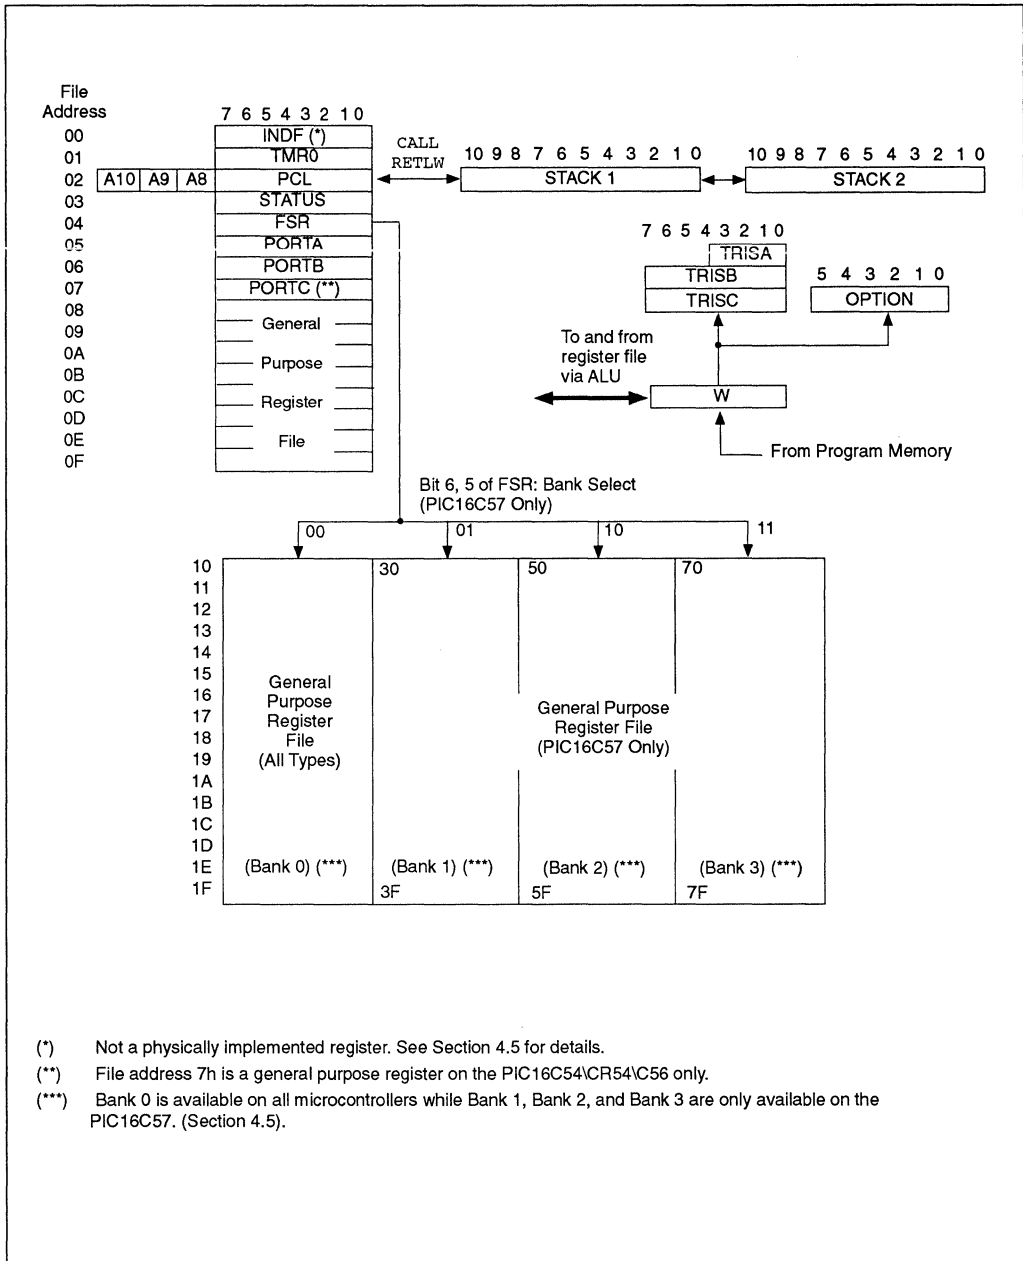 File
Address
7 6 5 4 3 2 1 0
00 INDF (*)
01 TMR0
02 A10 A9 A8 PCL
03 STATUS
04 FSR
05 PORTA
06 PORTB
07 PORTC (**)
08
09 General
0A
0B Purpose
0C
0D Register
0E
0F File
CALL
RETLW
10 9 8 7 6 5 4 3 2 1 0
STACK 1
10 9 8 7 6 5 4 3 2 1 0
STACK 2
7 6 5 4 3 2 1 0
TRISA
TRISB
TRISC
5 4 3 2 1 0
OPTION
To and from
register file
via ALU
W
From Program Memory
Bit 6, 5 of FSR: Bank Select
(PIC16C57 Only)
00 01 10 11
10 30 50 70
11
12
13
14
15
16
17
18
19
1A
1B
1C
1D
1E
1F
General
Purpose
Register
File
(All Types)
General Purpose
Register File
(PIC16C57 Only)
(Bank 0) (***) (Bank 1) (***) (Bank 2) (***) (Bank 3) (***)
3F 5F 7F
(*) Not a physically implemented register. See Section 4.5 for details.
(**) File address 7h is a general purpose register on the PIC16C54\CR54\C56 only.
(***) Bank 0 is available on all microcontrollers while Bank 1, Bank 2, and Bank 3 are only available on the
PIC16C57. (Section 4.5).